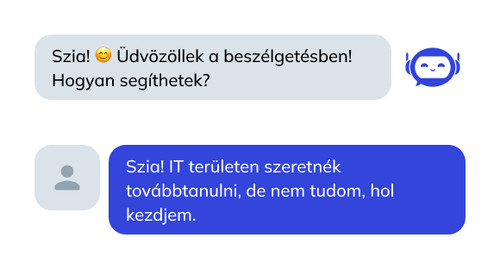 Szia! 😊 Üdvözöllek a beszélgetésben!
Hogyan segíthetek?
Szia! IT területen szeretnék
továbbtanulni, de nem tudom, hol
kezdjem.